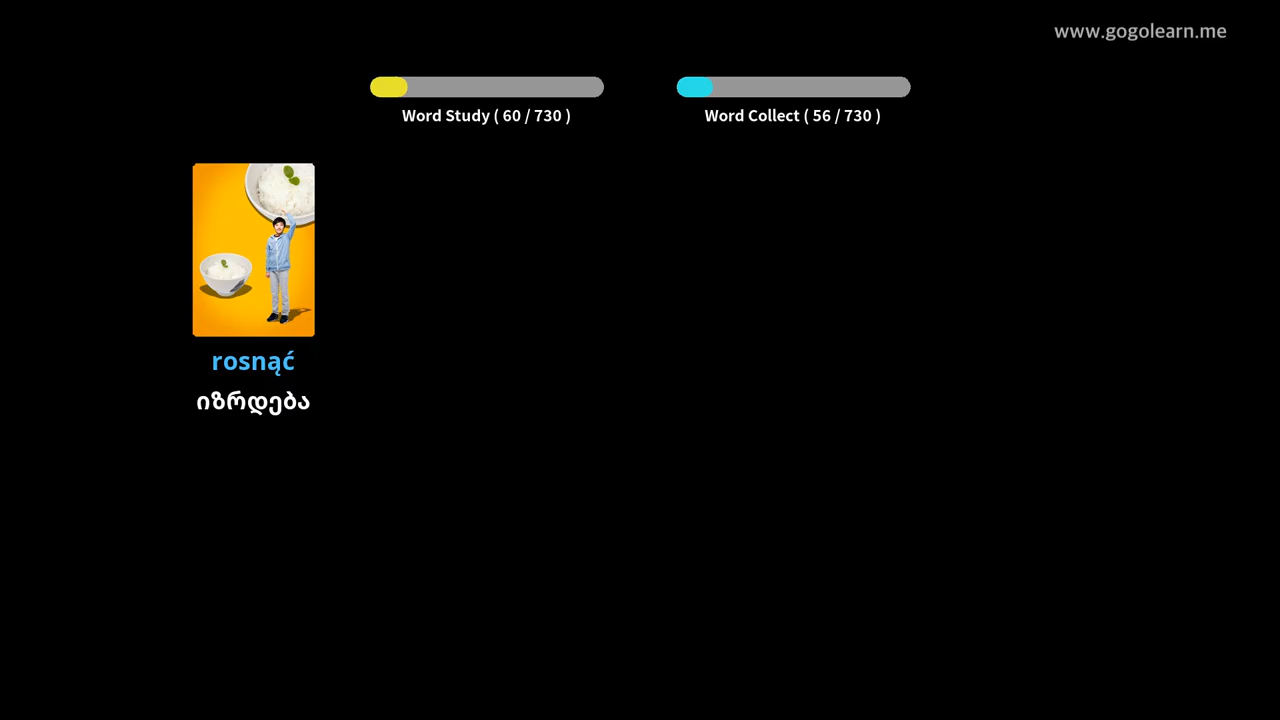 www.gogolearn.me
Word Study ( 60 / 730 )
Word Collect ( 56 / 730 )
rosnąć
იზრდება